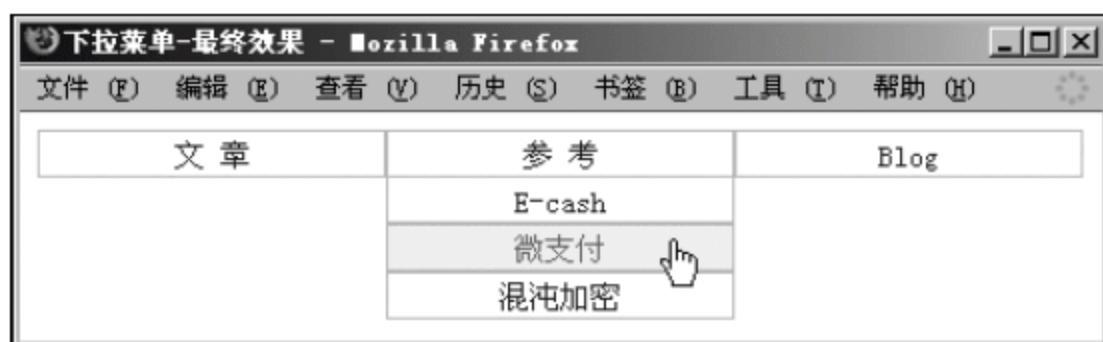 下拉菜单-最终效果 - Mozilla Firefox
文件 (F) 编辑 (E) 查看 (V) 历史 (S) 书签 (B) 工具 (T) 帮助 (H)
文 章 参 考 Blog
E-cash
微支付
混沌加密